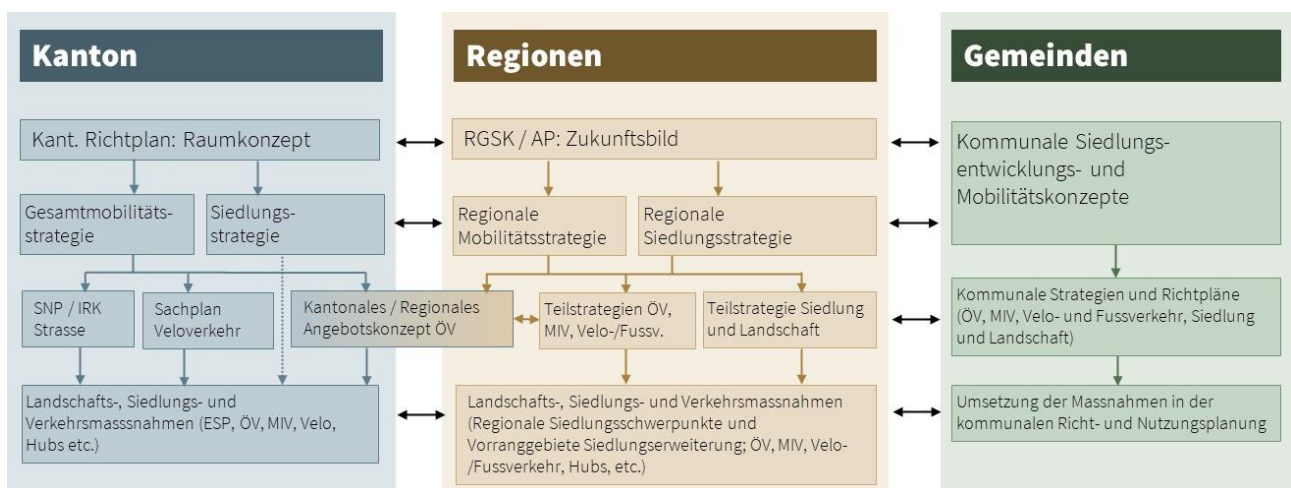 Kanton
Kant. Richtplan: Raumkonzept
Gesamtmobilitäts-
strategie
Siedlungs-
strategie
SNP / IRK
Strasse
Sachplan
Veloverkehr
Kantonales / Regionales
Angebotskonzept ÖV
Landschafts-, Siedlungs- und
Verkehrsmasssnahmen (ESP, ÖV, MIV, Velo,
Hubs etc.)
Regionen
RGSK / AP: Zukunftsbild
Regionale
Mobilitätsstrategie
Regionale
Siedlungsstrategie
Teilstrategien ÖV,
MIV, Velo-/Fussv.
Teilstrategie Siedlung
und Landschaft
Landschafts-, Siedlungs- und Verkehrsmassnahmen
(Regionale Siedlungsschwerpunkte und
Vorranggebiete Siedlungserweiterung; ÖV, MIV, Velo-
/Fussverkehr, Hubs, etc.)
Gemeinden
Kommunale Siedlungs-
entwicklungs- und
Mobilitätskonzepte
Kommunale Strategien und Richtpläne
(ÖV, MIV, Velo- und Fussverkehr, Siedlung
und Landschaft)
Umsetzung der Massnahmen in der
kommunalen Richt- und Nutzungsplanung